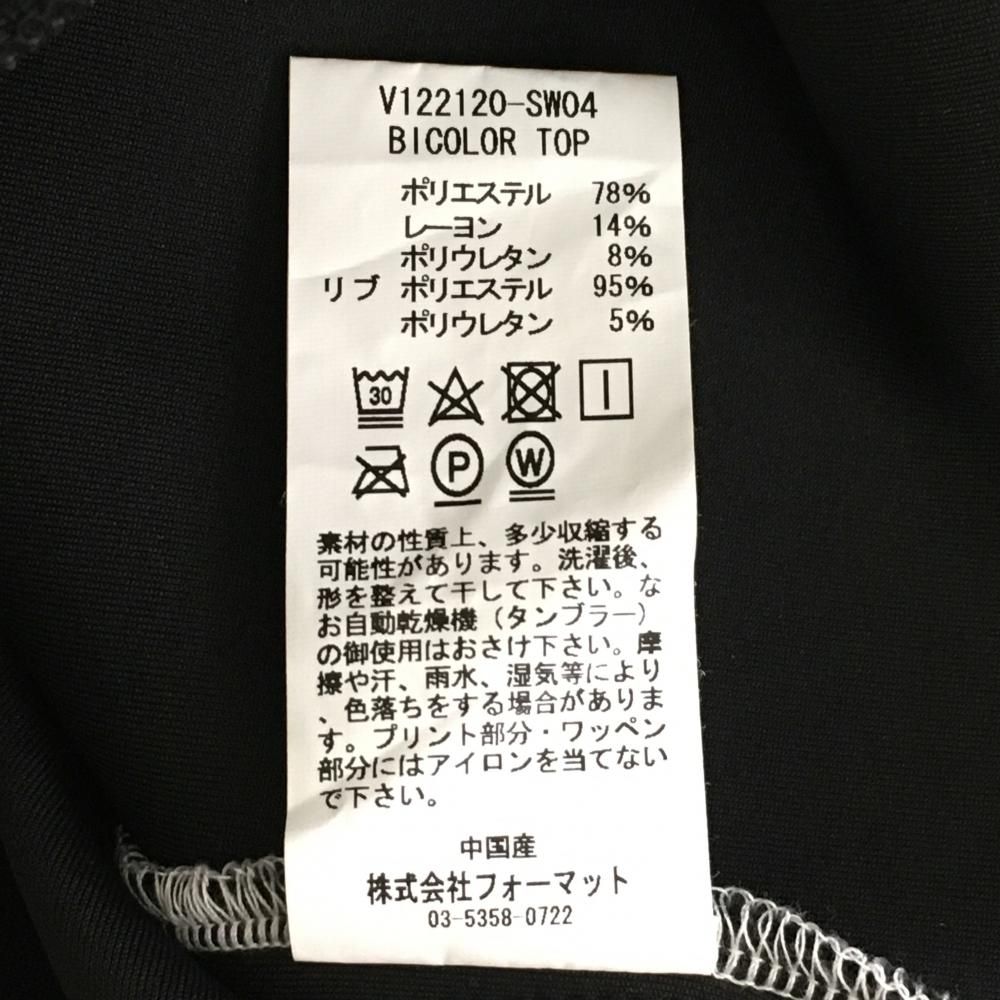 V122120-SW04
BICOLOR TOP
ポリエステル 78%
レーヨン 14%
ポリウレタン 8%
リブ ポリエステル 95%
ポリウレタン 5%
30
P W
素材の性質上、多少収縮する
可能性があります。洗濯後、
形を整えて干して下さい。な
お自動乾燥機（タンブラー）
の御使用はおさけ下さい。摩
擦や汗、雨水、湿気等により
、色落ちをする場合がありま
す。プリント部分・ワッペン
部分にはアイロンを当てない
で下さい。
中国産
株式会社フォーマット
03-5358-0722